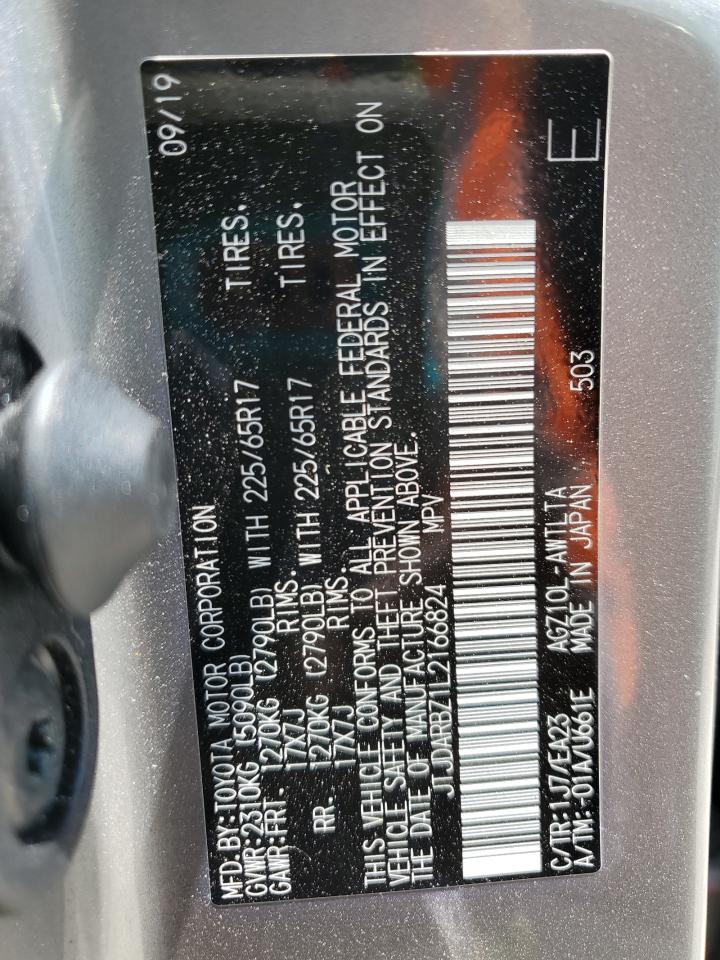 MFD.BY:TOYOTA MOTOR CORPORATION 09/19
GVWR:2310KG (5090LB)
GAWR:FRT. 1270KG (2790LB) WITH 225/65R17 TIRES.
17X7J RIMS.
RR. 1270KG (2790LB) WITH 225/65R17 TIRES.
17X7J RIMS.
THIS VEHICLE CONFORMS TO ALL APPLICABLE FEDERAL MOTOR
VEHICLE SAFETY AND THEFT PREVENTION STANDARDS IN EFFECT ON
THE DATE OF MANUFACTURE SHOWN ABOVE.
JTJDARBZ1L2166824 MPV
C/TR:1J7/EA23 AGZ10L-AWTLTA E
A/TM:-01A/U661E MADE IN JAPAN 503